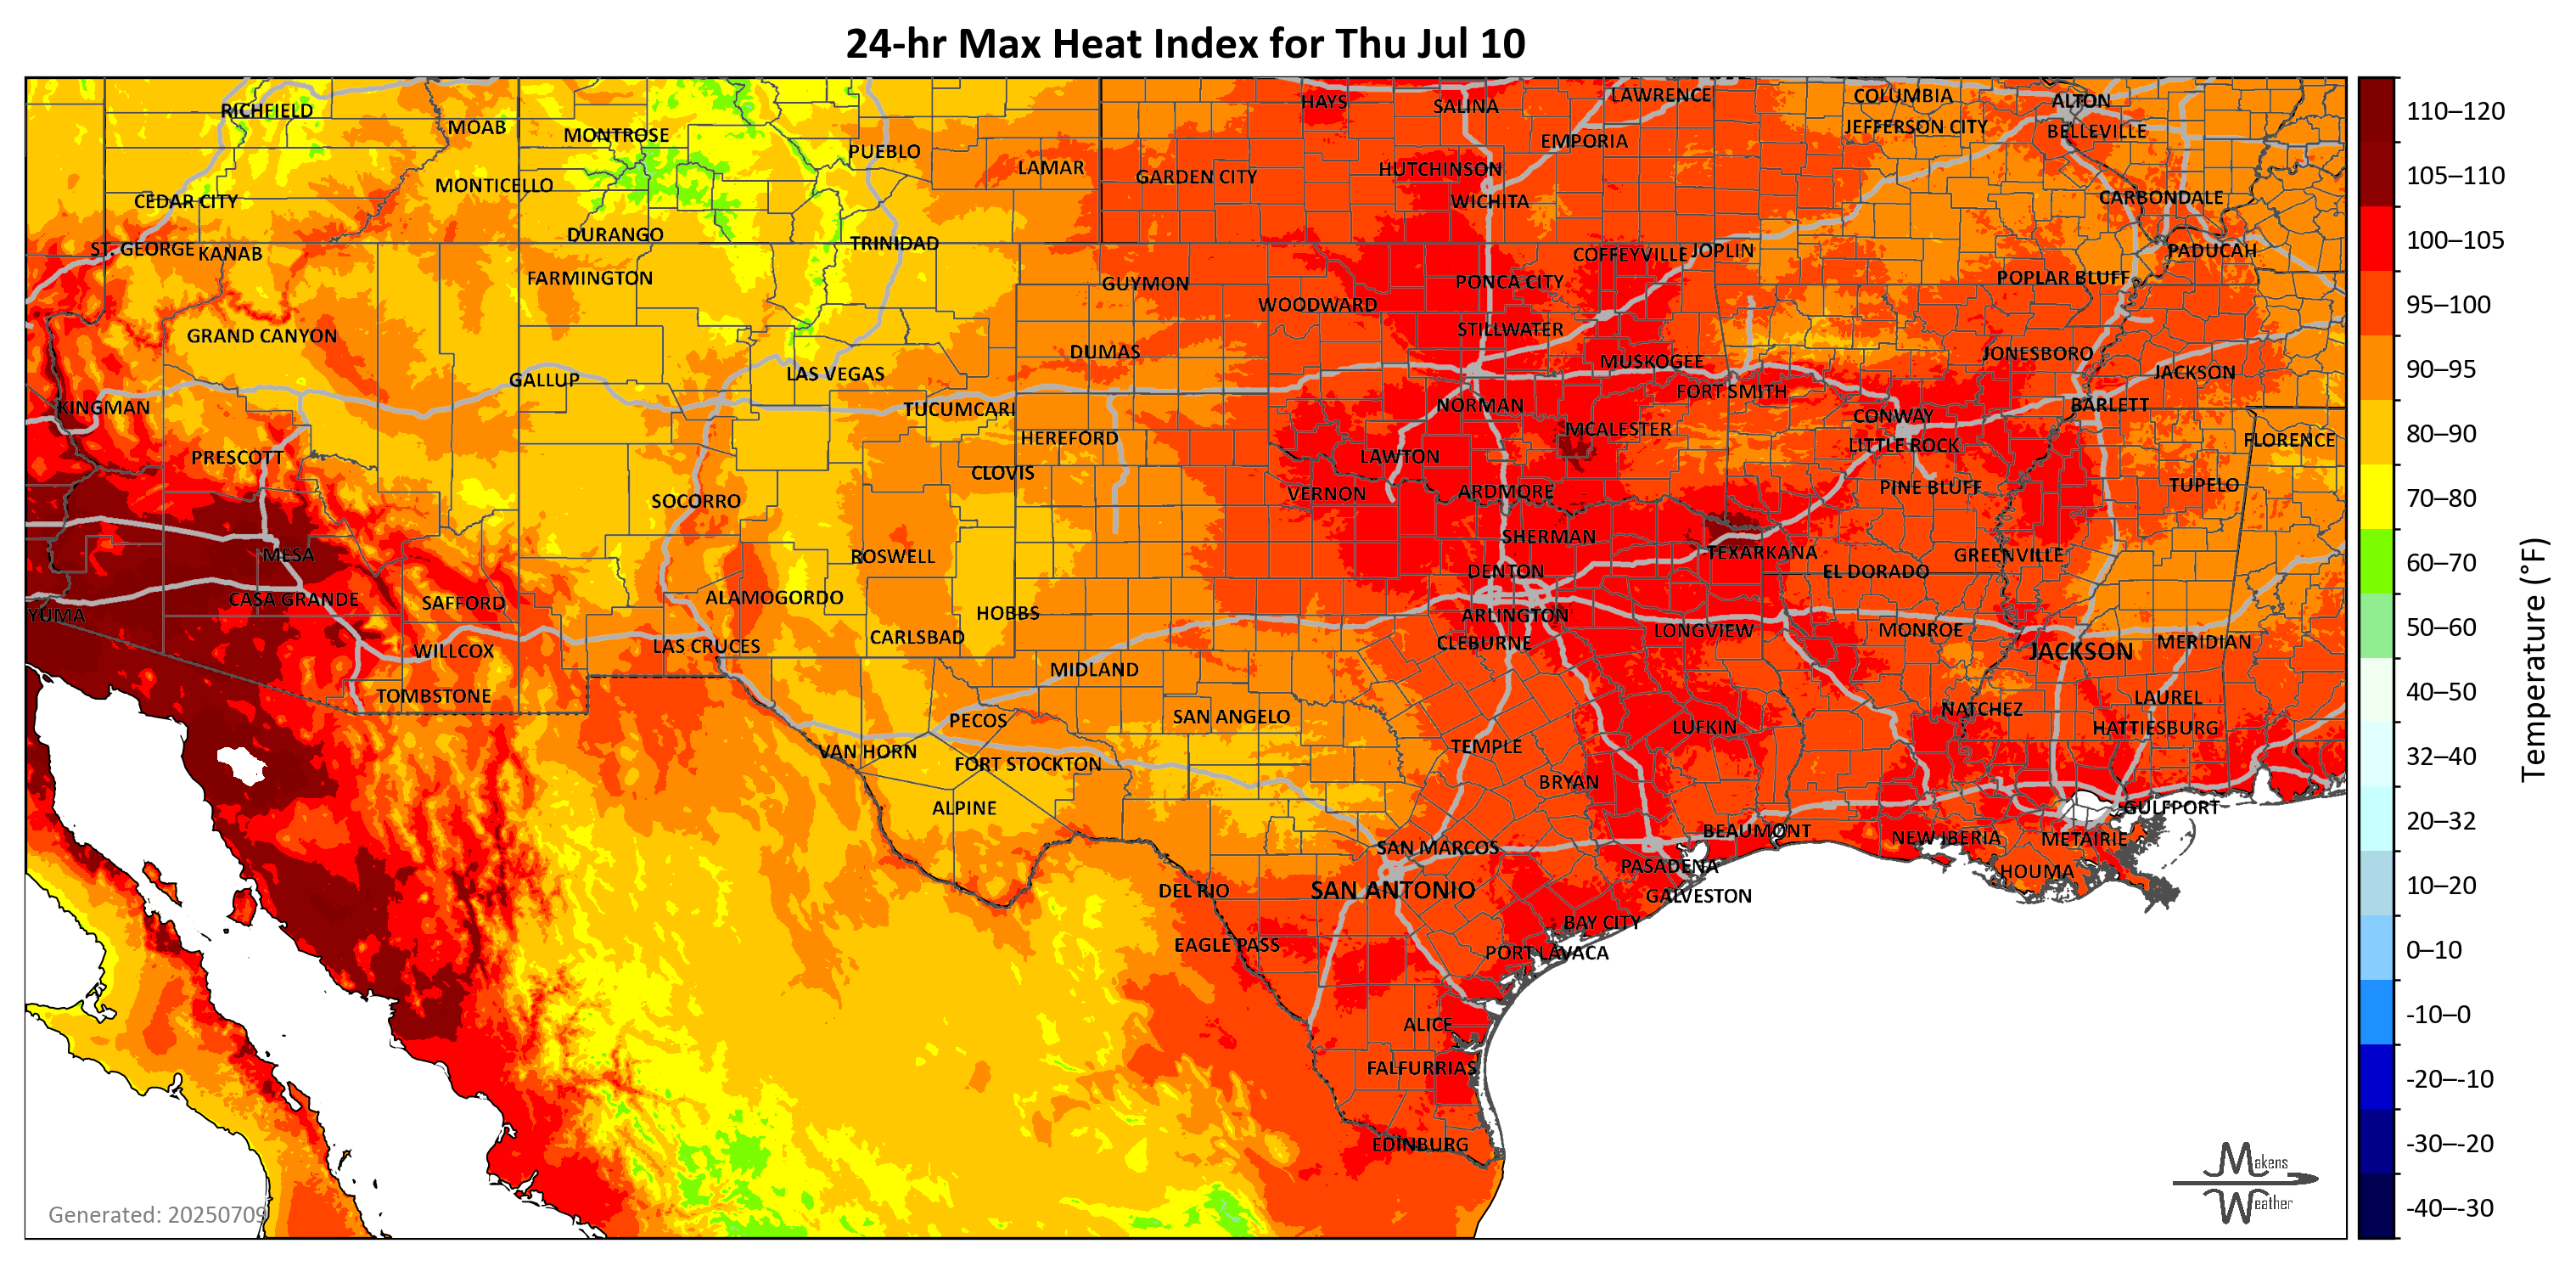 24-hr Max Heat Index for Thu Jul 10
RICHFIELD
MOAB
MONTROSE
PUEBLO
LAMAR
HAYS
SALINA
LAWRENCE
COLUMBIA
ALTON
JEFFERSON CITY
BELLEVILLE
EMPORIA
GARDEN CITY
HUTCHINSON
WICHITA
CARBONDALE
CEDAR CITY
MONTICELLO
DURANGO
TRINIDAD
ST. GEORGE
KANAB
FARMINGTON
GUYMON
COFFEYVILLE
JOPLIN
PADUCAH
WOODWARD
PONCA CITY
POPLAR BLUFF
GRAND CANYON
STILLWATER
DUMAS
MUSKOGEE
JONESBORO
JACKSON
GALLUP
LAS VEGAS
FORT SMITH
KINGMAN
TUCUMCARI
NORMAN
CONWAY
BARLETT
HEREFORD
MCALESTER
LITTLE ROCK
FLORENCE
PRESCOTT
CLOVIS
LAWTON
SOCORRO
VERNON
ARDMORE
PINE BLUFF
TUPELO
MESA
ROSWELL
SHERMAN
TEXARKANA
GREENVILLE
DENTON
EL DORADO
YUMA
CASA GRANDE
SAFFORD
ALAMOGORDO
HOBBS
ARLINGTON
WILLCOX
LAS CRUCES
CARLSBAD
CLEBURNE
LONGVIEW
MONROE
JACKSON
MERIDIAN
MIDLAND
TOMBSTONE
PECOS
SAN ANGELO
NATCHEZ
LAUREL
LUFKIN
HATTIESBURG
VAN HORN
FORT STOCKTON
TEMPLE
BRYAN
ALPINE
GULFPORT
BEAUMONT
NEW IBERIA
METAIRIE
SAN MARCOS
PASADENA
HOUMA
DEL RIO
SAN ANTONIO
GALVESTON
BAY CITY
EAGLE PASS
PORT LAVACA
ALICE
FALFURRIAS
EDINBURG
Generated: 20250709
Makens
Weather
110–120
105–110
100–105
95–100
90–95
80–90
70–80
60–70
50–60
40–50
32–40
20–32
10–20
0–10
-10–0
-20–-10
-30–-20
-40–-30
Temperature (°F)